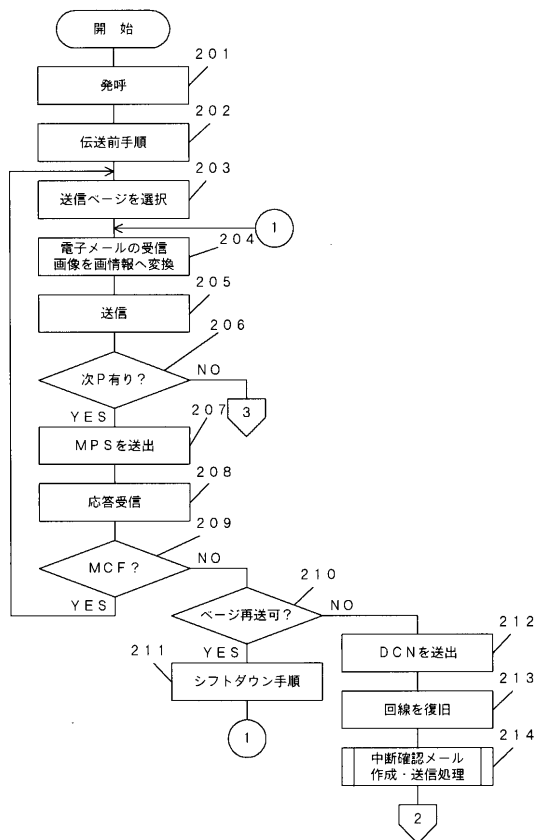 開 始
２０１
発呼
２０２
伝送前手順
２０３
送信ページを選択
１
２０４
電子メールの受信
画像を画情報へ変換
２０５
送信
２０６
次Ｐ有り？
ＮＯ
３
ＹＥＳ
２０７
ＭＰＳを送出
２０８
応答受信
２０９
ＭＣＦ？
ＮＯ
ＹＥＳ
２１０
ページ再送可？
ＮＯ
ＹＥＳ
２１１
シフトダウン手順
１
２１２
ＤＣＮを送出
２１３
回線を復旧
２１４
中断確認メール
作成・送信処理
２